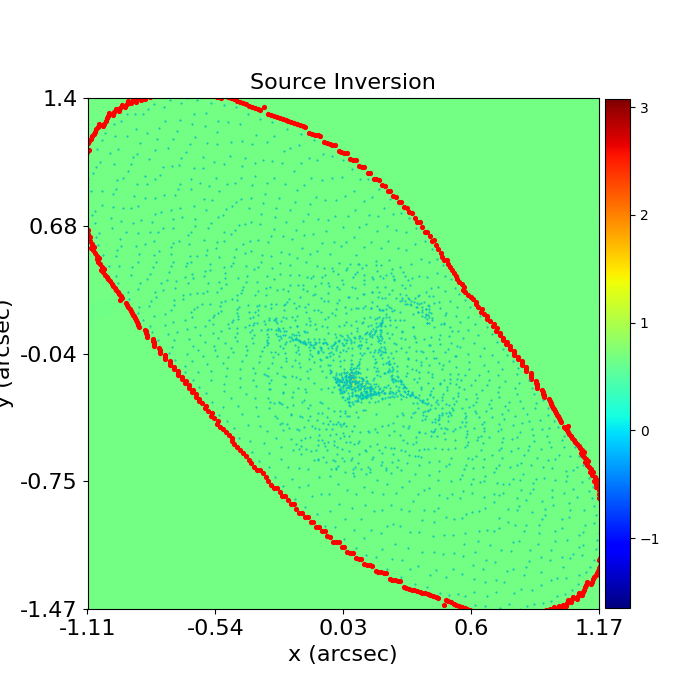 Source Inversion
1.4
0.68
-0.04
-0.75
-1.47
y (arcsec)
-1.11 -0.54 0.03 0.6 1.17
x (arcsec)
3
2
1
0
−1